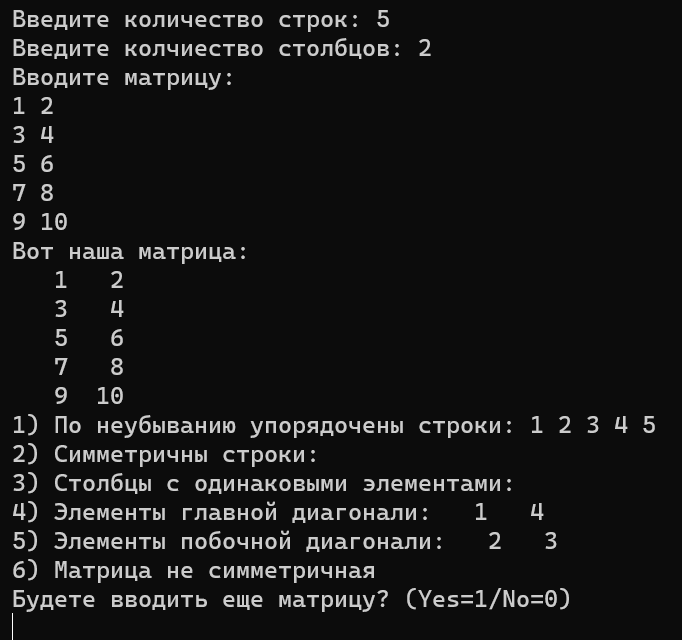 Введите количество строк: 5
Введите колчиество столбцов: 2
Вводите матрицу:
1 2
3 4
5 6
7 8
9 10
Вот наша матрица:
   1   2
   3   4
   5   6
   7   8
   9  10
1) По неубыванию упорядочены строки: 1 2 3 4 5
2) Симметричны строки:
3) Столбцы с одинаковыми элементами:
4) Элементы главной диагонали:   1   4
5) Элементы побочной диагонали:   2   3
6) Матрица не симметричная
Будете вводить еще матрицу? (Yes=1/No=0)